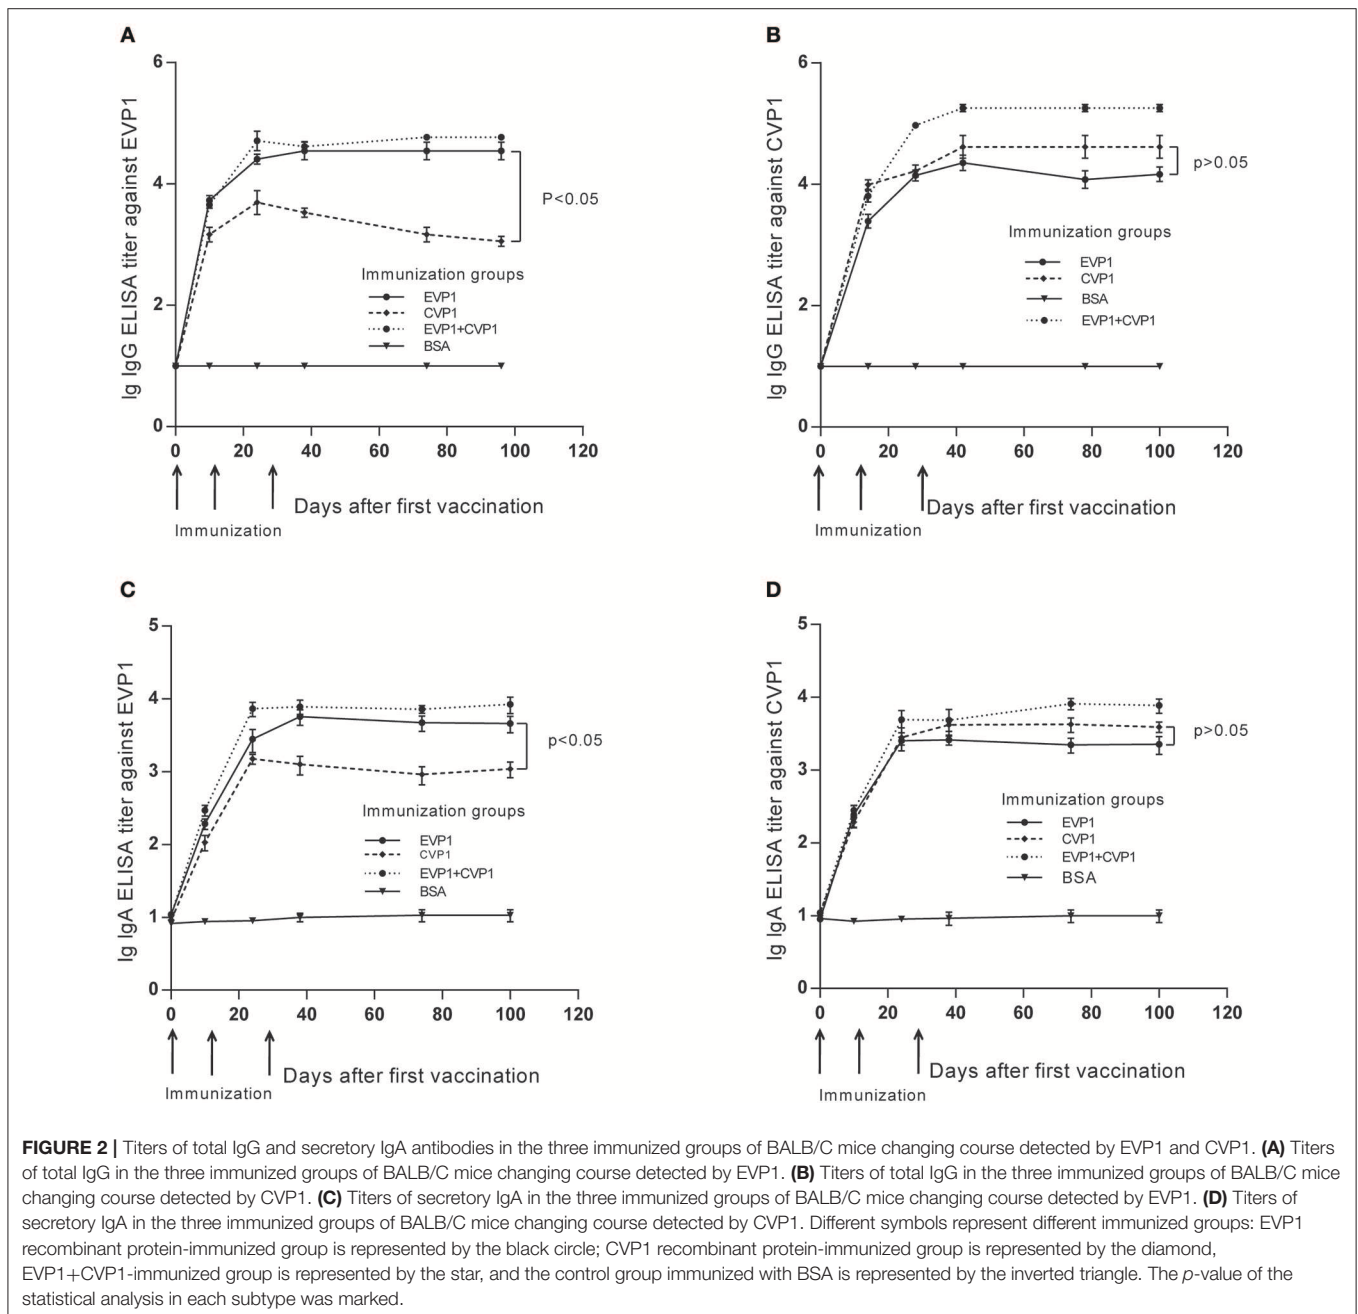 A
lg IgG ELISA titer against EVP1
6
4
2
0
0 20 40 60 80 100 120
P<0.05
Immunization groups
EVP1
CVP1
EVP1+CVP1
BSA
Immunization
Days after first vaccination
B
lg IgG ELISA titer against CVP1
6
4
2
0
0 20 40 60 80 100 120
p>0.05
Immunization groups
EVP1
CVP1
BSA
EVP1+CVP1
Immunization
Days after first vaccination
C
lg IgA ELISA titer against EVP1
5
4
3
2
1
0
0 20 40 60 80 100 120
p<0.05
Immunization groups
EVP1
CVP1
EVP1+CVP1
BSA
Immunization
Days after first vaccination
D
lg IgA ELISA titer against CVP1
5
4
3
2
1
0
0 20 40 60 80 100 120
p>0.05
Immunization groups
EVP1
CVP1
EVP1+CVP1
BSA
Immunization
Days after first vaccination
FIGURE 2 | Titers of total IgG and secretory IgA antibodies in the three immunized groups of BALB/C mice changing course detected by EVP1 and CVP1. (A) Titers
of total IgG in the three immunized groups of BALB/C mice changing course detected by EVP1. (B) Titers of total IgG in the three immunized groups of BALB/C mice
changing course detected by CVP1. (C) Titers of secretory IgA in the three immunized groups of BALB/C mice changing course detected by EVP1. (D) Titers of
secretory IgA in the three immunized groups of BALB/C mice changing course detected by CVP1. Different symbols represent different immunized groups: EVP1
recombinant protein-immunized group is represented by the black circle; CVP1 recombinant protein-immunized group is represented by the diamond,
EVP1+CVP1-immunized group is represented by the star, and the control group immunized with BSA is represented by the inverted triangle. The p-value of the
statistical analysis in each subtype was marked.